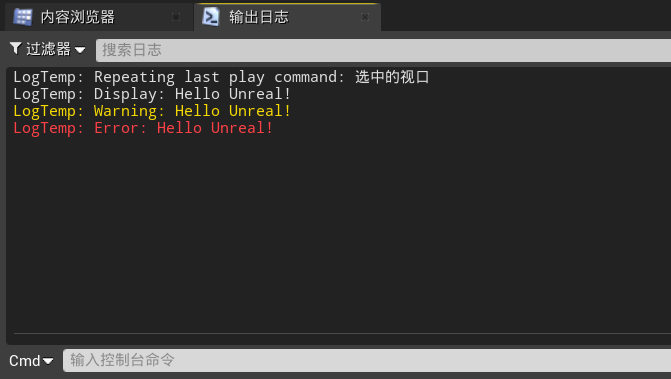 内容浏览器 输出日志
过滤器 搜索日志
LogTemp: Repeating last play command: 选中的视口
LogTemp: Display: Hello Unreal!
LogTemp: Warning: Hello Unreal!
LogTemp: Error: Hello Unreal!
Cmd 输入控制台命令